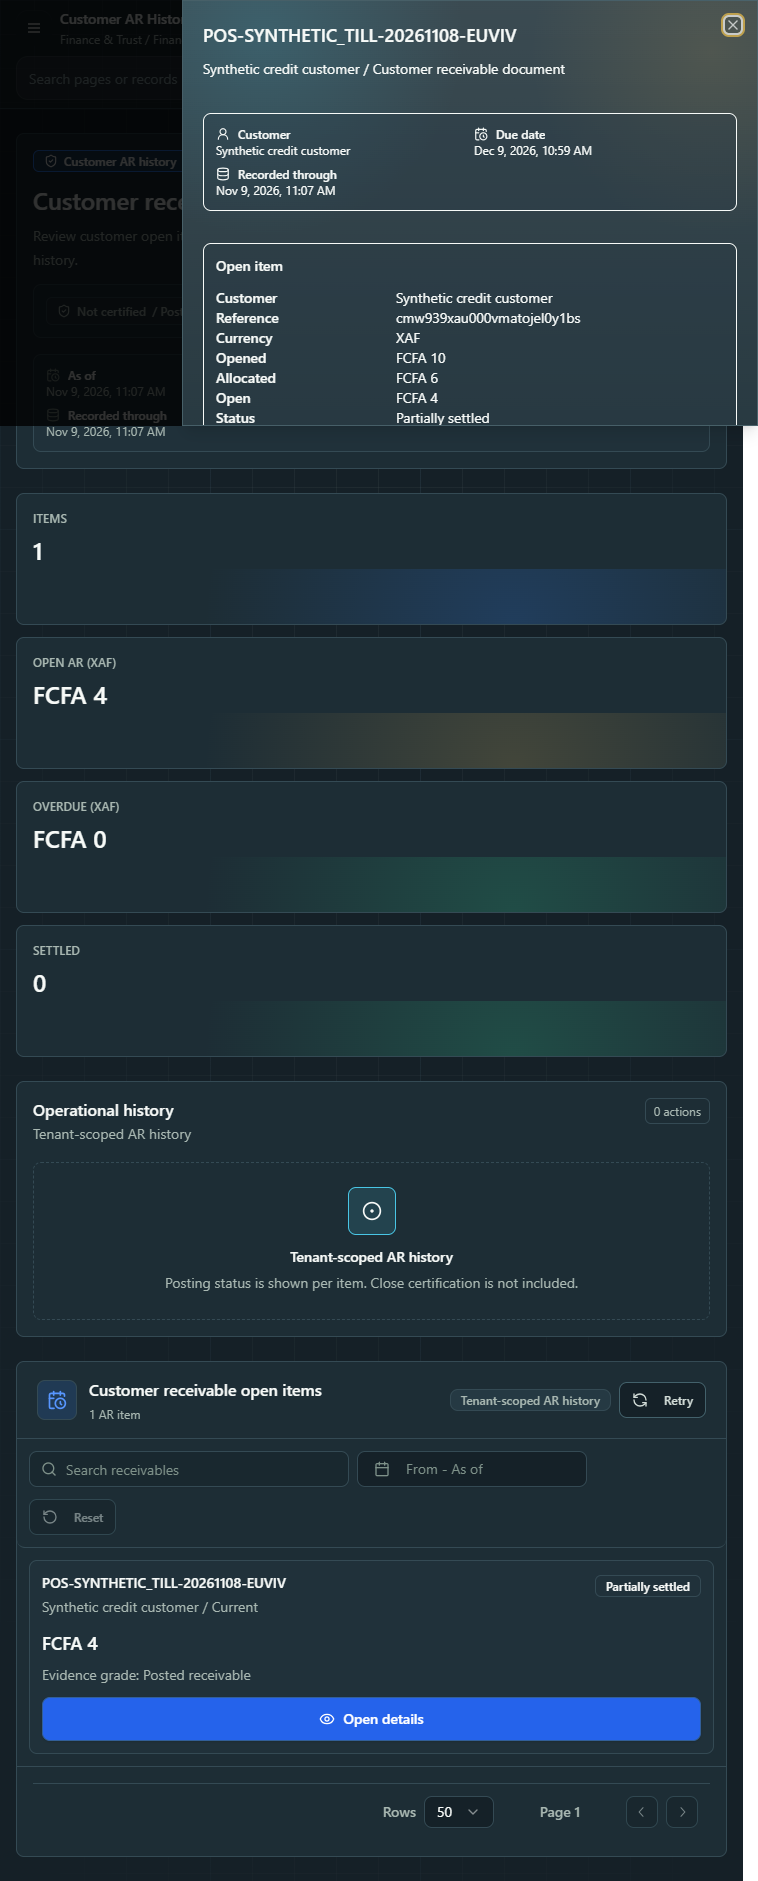 Customer AR Histo
Finance & Trust / Finan
Search pages or records
Customer AR history
Customer rece
Review customer open i
history.
Not certified / Post
As of
Nov 9, 2026, 11:07 AM
Recorded through
Nov 9, 2026, 11:07 AM
POS-SYNTHETIC_TILL-20261108-EUVIV
Synthetic credit customer / Customer receivable document
Customer
Synthetic credit customer
Due date
Dec 9, 2026, 10:59 AM
Recorded through
Nov 9, 2026, 11:07 AM
Open item
Customer Synthetic credit customer
Reference cmw939xau000vmatojel0y1bs
Currency XAF
Opened FCFA 10
Allocated FCFA 6
Open FCFA 4
Status Partially settled
ITEMS
1
OPEN AR (XAF)
FCFA 4
OVERDUE (XAF)
FCFA 0
SETTLED
0
Operational history
0 actions
Tenant-scoped AR history
Tenant-scoped AR history
Posting status is shown per item. Close certification is not included.
Customer receivable open items
1 AR item
Tenant-scoped AR history
Retry
Search receivables
From - As of
Reset
POS-SYNTHETIC_TILL-20261108-EUVIV
Partially settled
Synthetic credit customer / Current
FCFA 4
Evidence grade: Posted receivable
Open details
Rows 50 Page 1